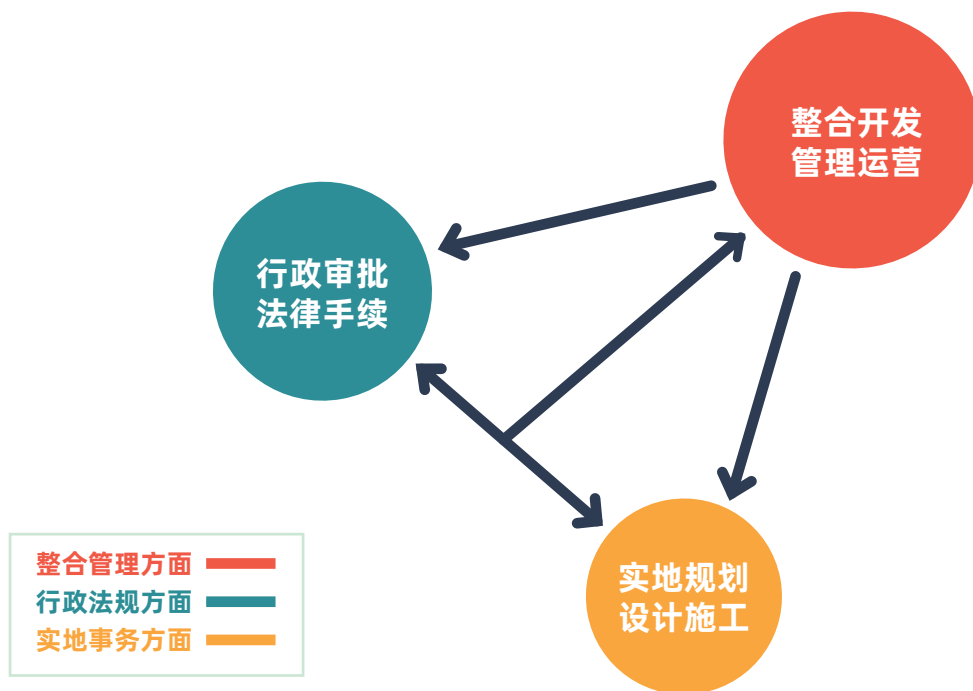 整合开发
管理运营
行政审批
法律手续
实地规划
设计施工
整合管理方面
行政法规方面
实地事务方面